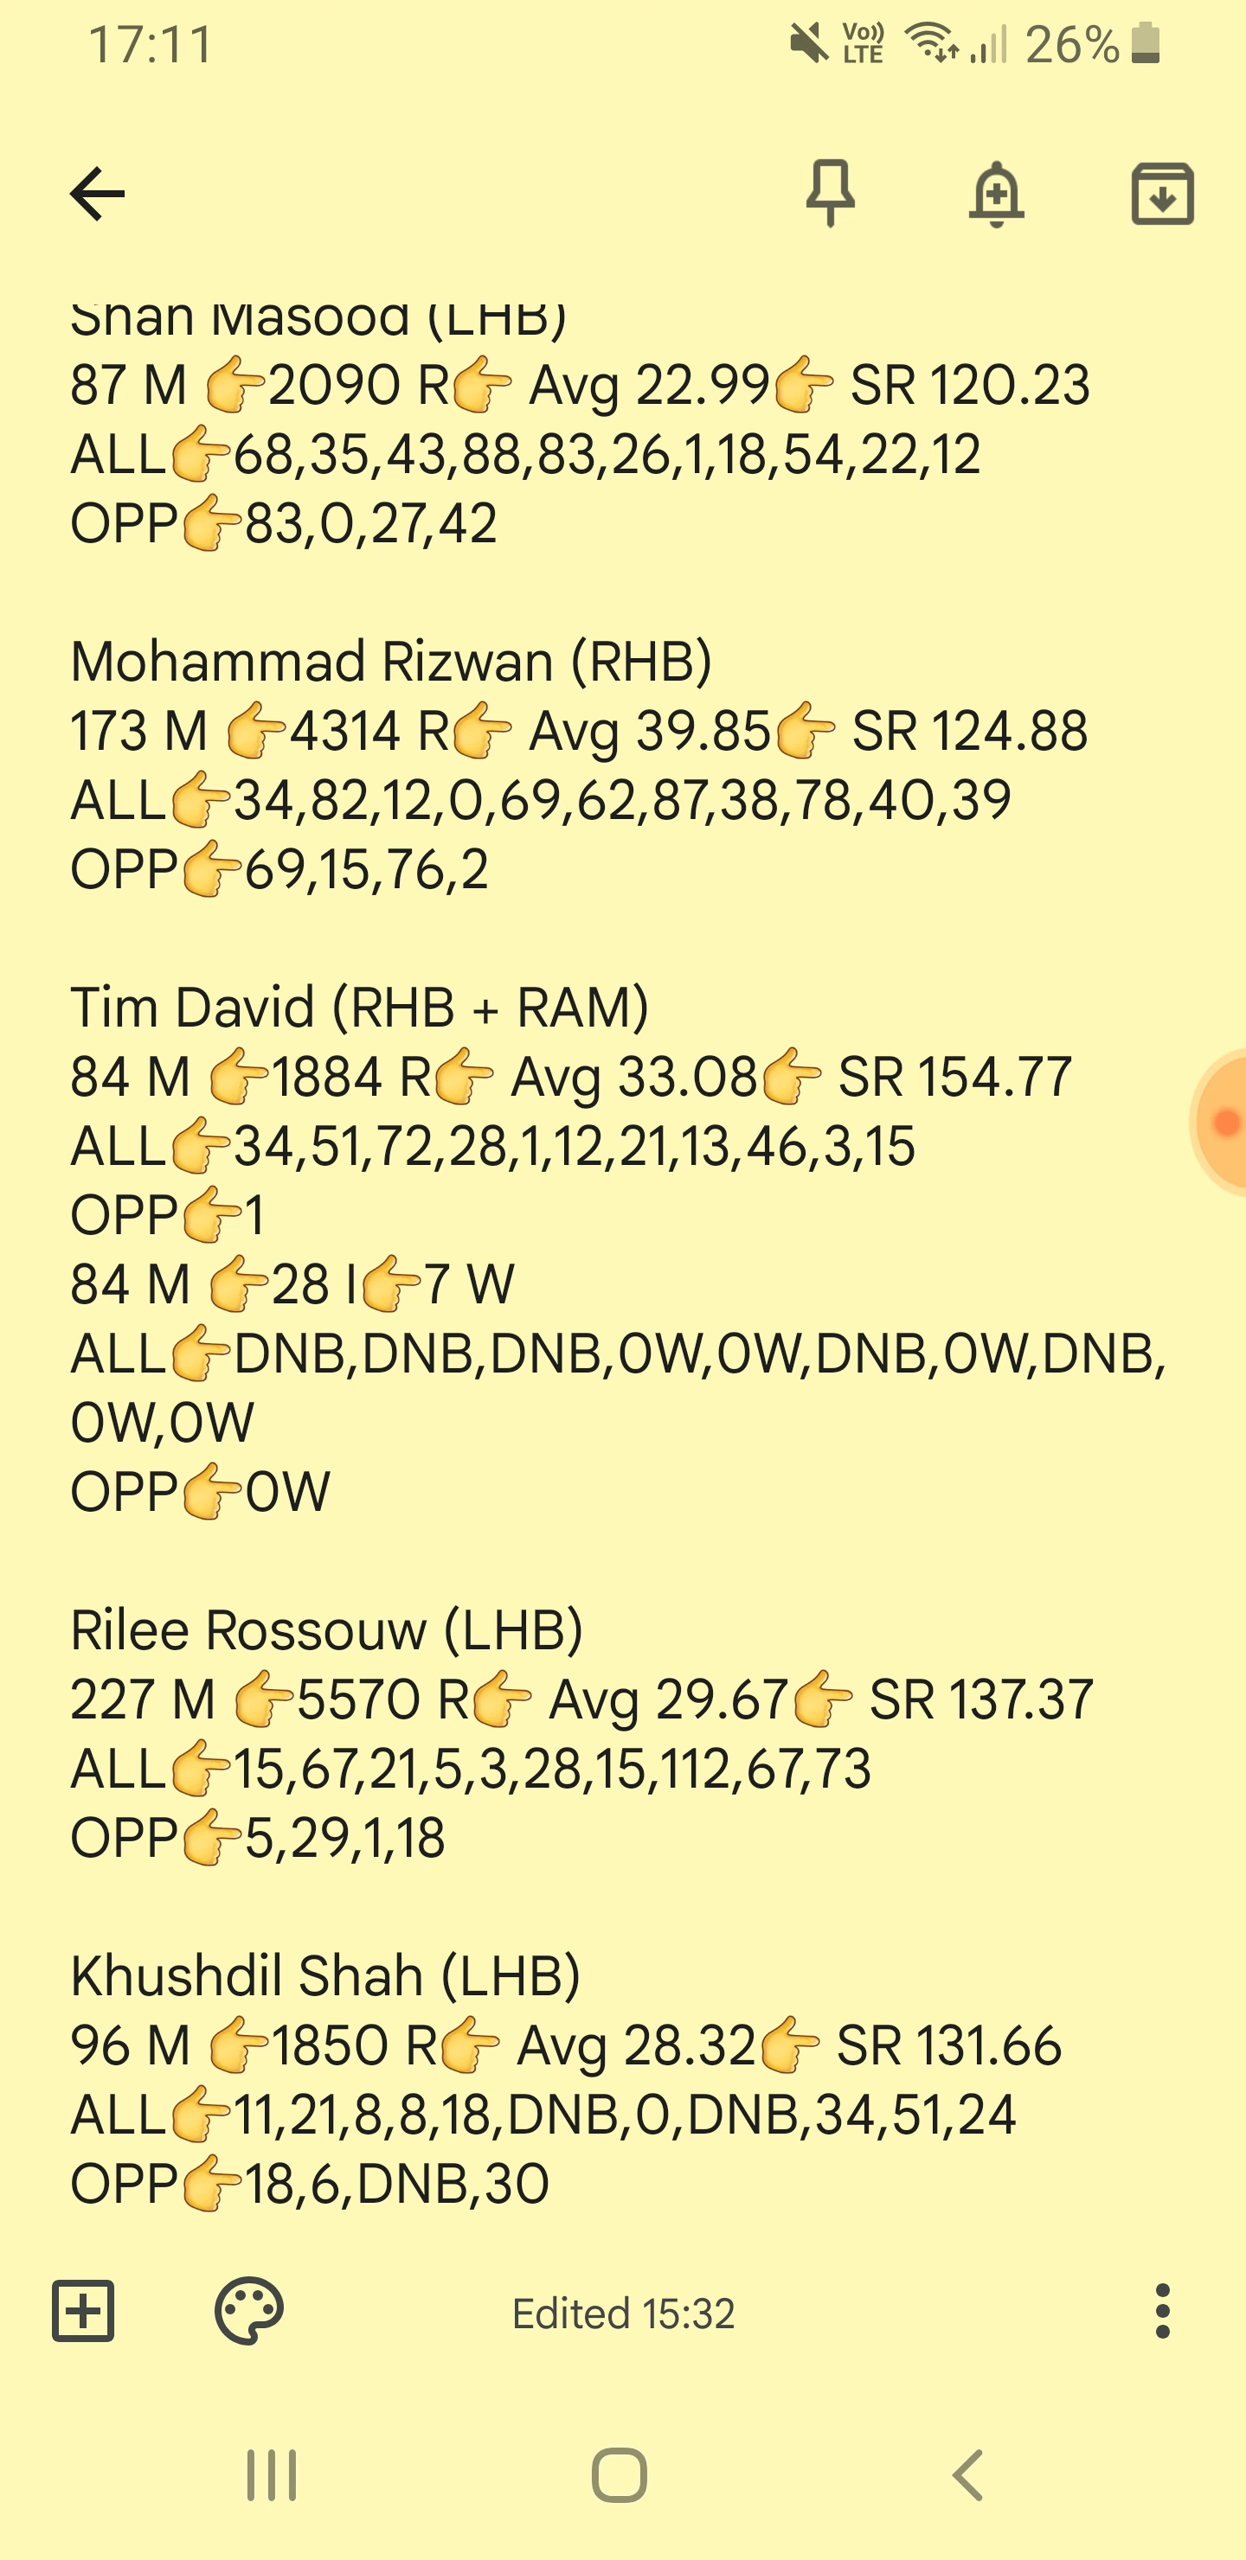 17:11
Vo)) LTE 26%
Shan Masood (LHB)
87 M 👉2090 R👉 Avg 22.99👉 SR 120.23
ALL👉68,35,43,88,83,26,1,18,54,22,12
OPP👉83,0,27,42
Mohammad Rizwan (RHB)
173 M 👉4314 R👉 Avg 39.85👉 SR 124.88
ALL👉34,82,12,0,69,62,87,38,78,40,39
OPP👉69,15,76,2
Tim David (RHB + RAM)
84 M 👉1884 R👉 Avg 33.08👉 SR 154.77
ALL👉34,51,72,28,1,12,21,13,46,3,15
OPP👉1
84 M 👉28 I👉7 W
ALL👉DNB,DNB,DNB,0W,0W,DNB,0W,DNB,
0W,0W
OPP👉0W
Rilee Rossouw (LHB)
227 M 👉5570 R👉 Avg 29.67👉 SR 137.37
ALL👉15,67,21,5,3,28,15,112,67,73
OPP👉5,29,1,18
Khushdil Shah (LHB)
96 M 👉1850 R👉 Avg 28.32👉 SR 131.66
ALL👉11,21,8,8,18,DNB,0,DNB,34,51,24
OPP👉18,6,DNB,30
Edited 15:32